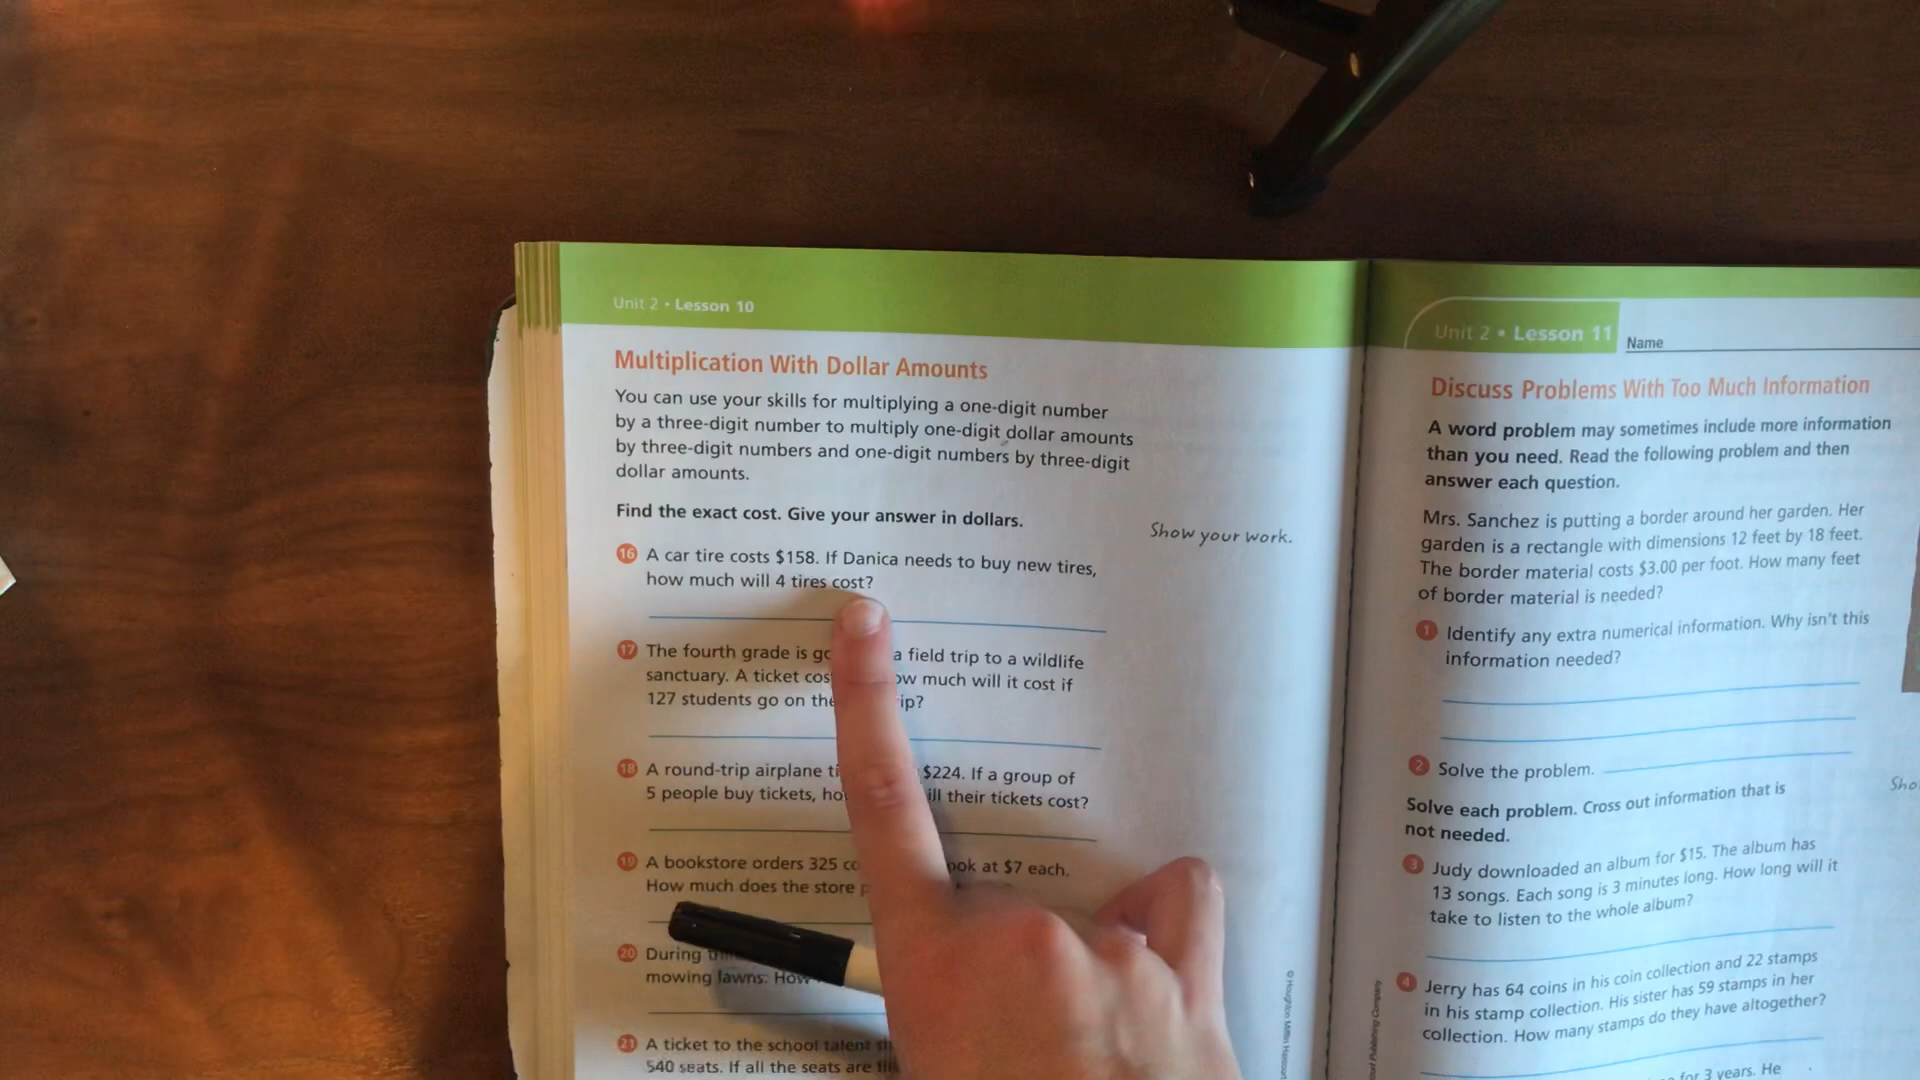 Unit 2 • Lesson 10
Multiplication With Dollar Amounts
You can use your skills for multiplying a one-digit number
by a three-digit number to multiply one-digit dollar amounts
by three-digit numbers and one-digit numbers by three-digit
dollar amounts.
Find the exact cost. Give your answer in dollars.
Show your work.
16 A car tire costs $158. If Danica needs to buy new tires,
how much will 4 tires cost?
17 The fourth grade is a field trip to a wildlife
sanctuary. A ticket much will it cost if
127 students go on
18 A round-trip airplane $224. If a group of
5 people buy tickets, their tickets cost?
19 A bookstore orders 325 at $7 each.
How much does the store
20 During
mowing lawns. How
21 A ticket to the school talent
540 seats. If all the seats are
© Houghton Mifflin Harcourt
Unit 2 • Lesson 11
Name
Discuss Problems With Too Much Information
A word problem may sometimes include more information
than you need. Read the following problem and then
answer each question.
Mrs. Sanchez is putting a border around her garden. Her
garden is a rectangle with dimensions 12 feet by 18 feet.
The border material costs $3.00 per foot. How many feet
of border material is needed?
1 Identify any extra numerical information. Why isn't this
information needed?
2 Solve the problem.
Solve each problem. Cross out information that is
not needed.
3 Judy downloaded an album for $15. The album has
13 songs. Each song is 3 minutes long. How long will it
take to listen to the whole album?
4 Jerry has 64 coins in his coin collection and 22 stamps
in his stamp collection. His sister has 59 stamps in her
collection. How many stamps do they have altogether?
for 3 years. He
Publishing Company